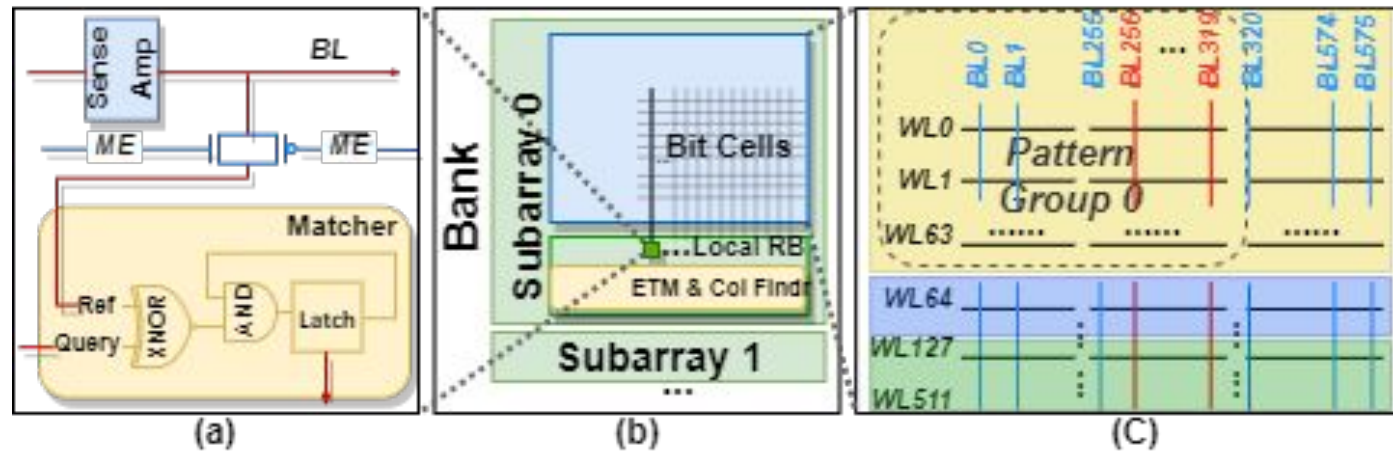 Sense Amp
BL
ME
ME
Matcher
Ref
Query
XNOR
AND
Latch
(a)
Bank
Subarray 0
Bit Cells
...Local RB
ETM & Col Findr
Subarray 1
...
(b)
BL0
BL1
BL255
BL256
...
BL319
BL320
BL574
BL575
WL0
WL1
Pattern
Group 0
WL63
......
......
......
WL64
WL127
WL511
(C)